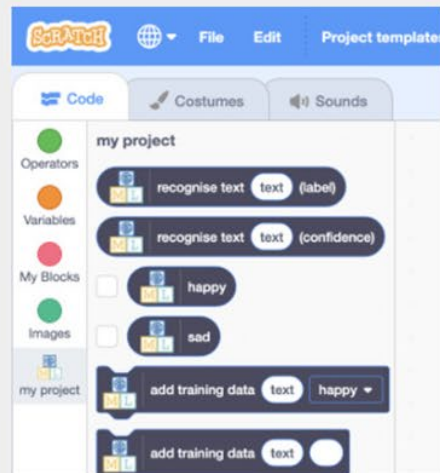 SCRATCH File Edit Project templates
Code Costumes Sounds
my project
Operators
recognise text text (label)
Variables
recognise text text (confidence)
My Blocks
happy
Images
sad
my project
add training data text happy
add training data text